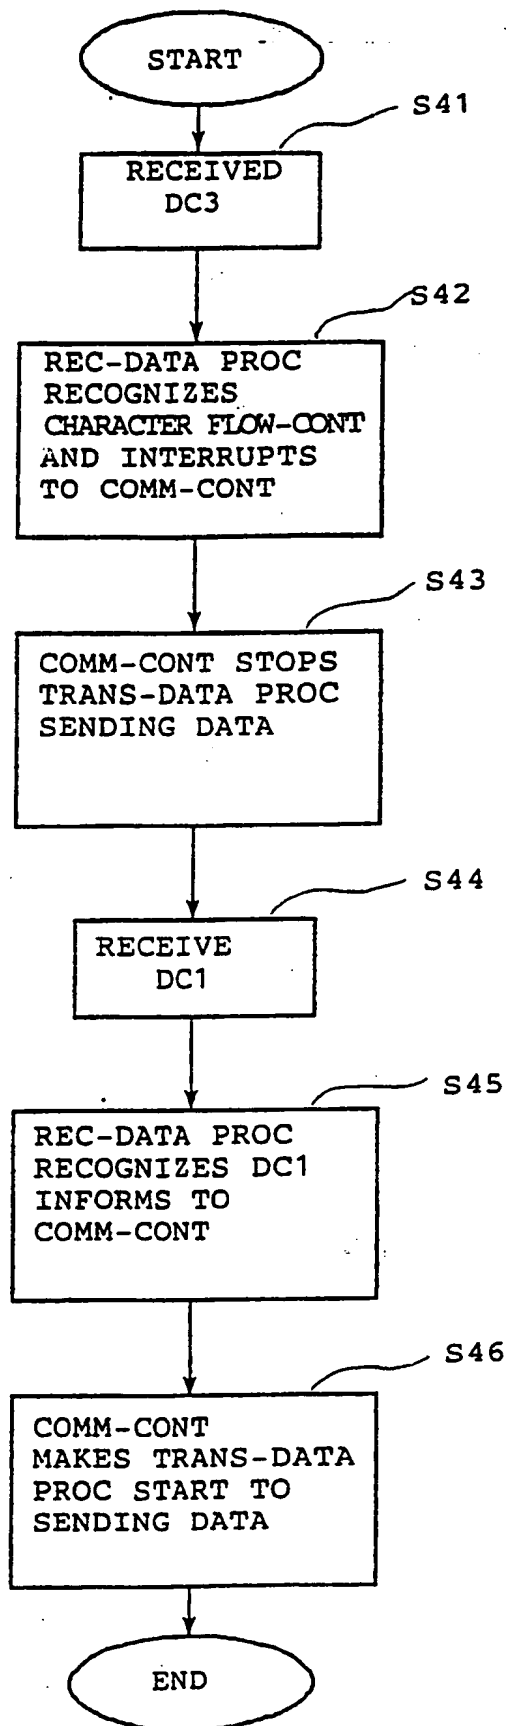 START
S41
RECEIVED
DC3
S42
REC-DATA PROC
RECOGNIZES
CHARACTER FLOW-CONT
AND INTERRUPTS
TO COMM-CONT
S43
COMM-CONT STOPS
TRANS-DATA PROC
SENDING DATA
S44
RECEIVE
DC1
S45
REC-DATA PROC
RECOGNIZES DC1
INFORMS TO
COMM-CONT
S46
COMM-CONT
MAKES TRANS-DATA
PROC START TO
SENDING DATA
END